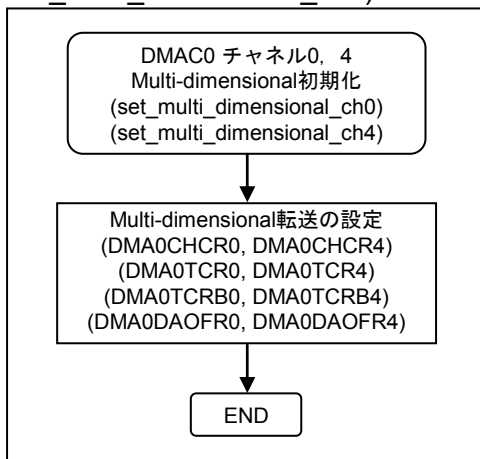 DMAC0 チャネル0, 4
Multi-dimensional初期化
(set_multi_dimensional_ch0)
(set_multi_dimensional_ch4)
Multi-dimensional転送の設定
(DMA0CHCR0, DMA0CHCR4)
(DMA0TCR0, DMA0TCR4)
(DMA0TCRB0, DMA0TCRB4)
(DMA0DAOFR0, DMA0DAOFR4)
END